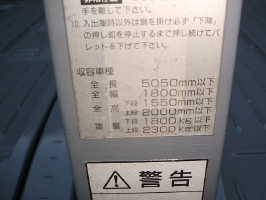 手を離して下さい。
10. 入出庫時以外は鎖を掛け必ず「下降」
の押し釦を停止するまで押し続けてパ
レットを下げて下さい。
収容車種
全 長 5050mm以下
全 幅 1800mm以下
全 高 下段 1550mm以下
上段 2000mm以下
重 量 下段 1800kg以下
上段 2300kg以下
警告